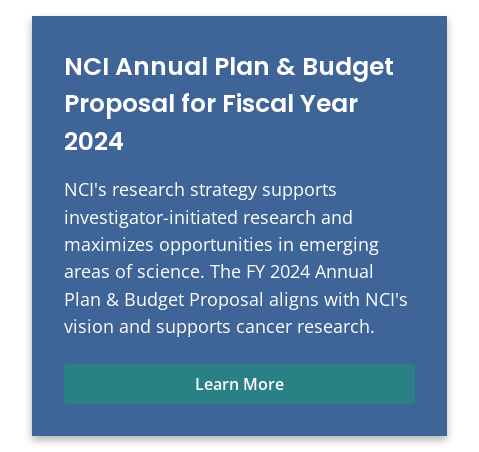 NCI Annual Plan & Budget
Proposal for Fiscal Year
2024
NCI's research strategy supports
investigator-initiated research and
maximizes opportunities in emerging
areas of science. The FY 2024 Annual
Plan & Budget Proposal aligns with NCI's
vision and supports cancer research.
Learn More